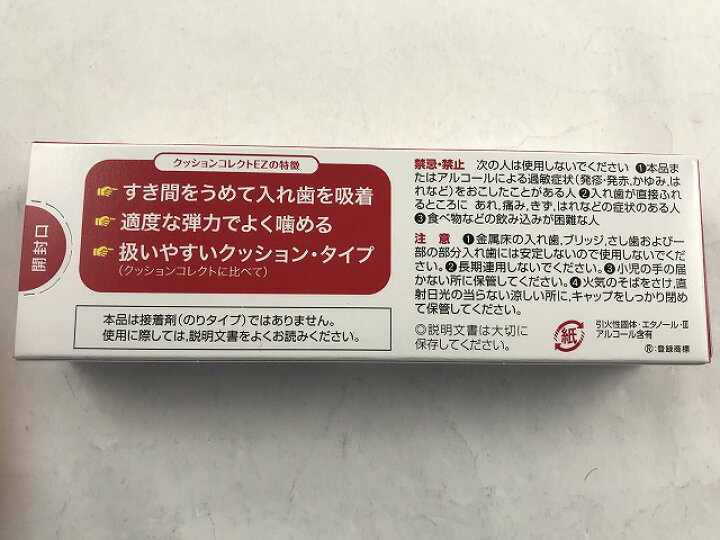 開封口
クッションコレクトEZの特徴
すき間をうめて入れ歯を吸着
適度な弾力でよく噛める
扱いやすいクッション・タイプ
(クッションコレクトに比べて)
本品は接着剤(のりタイプ)ではありません。
使用に際しては,説明文書をよくお読みください。
禁忌・禁止 次の人は使用しないでください ❶本品ま
たはアルコールによる過敏症状(発疹・発赤,かゆみ,は
れなど)をおこしたことがある人 ❷入れ歯が直接ふれ
るところに あれ,痛み,きず,はれなどの症状のある人
❸食べ物などの飲み込みが困難な人
注 意 ❶金属床の入れ歯,ブリッジ,さし歯および一
部の部分入れ歯には安定しないので使用しないでくだ
さい。❷長期連用しないでください。❸小児の手の届
かない所に保管してください。❹火気のそばをさけ,直
射日光の当らない涼しい所に,キャップをしっかり閉め
て保管してください。
◎説明文書は大切に
保存してください。
紙
引火性固体・エタノール・Ⅲ
アルコール含有
®:登録商標